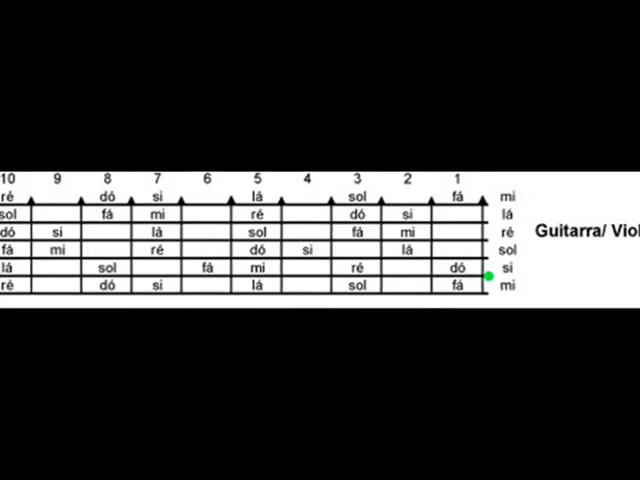 10 9 8 7 6 5 4 3 2 1
ré dó si lá sol fá mi
sol fá mi ré dó si lá
dó si lá sol fá mi ré
Guitarra/
fá mi ré dó si lá sol
lá sol fá mi ré dó si
ré dó si lá sol fá mi